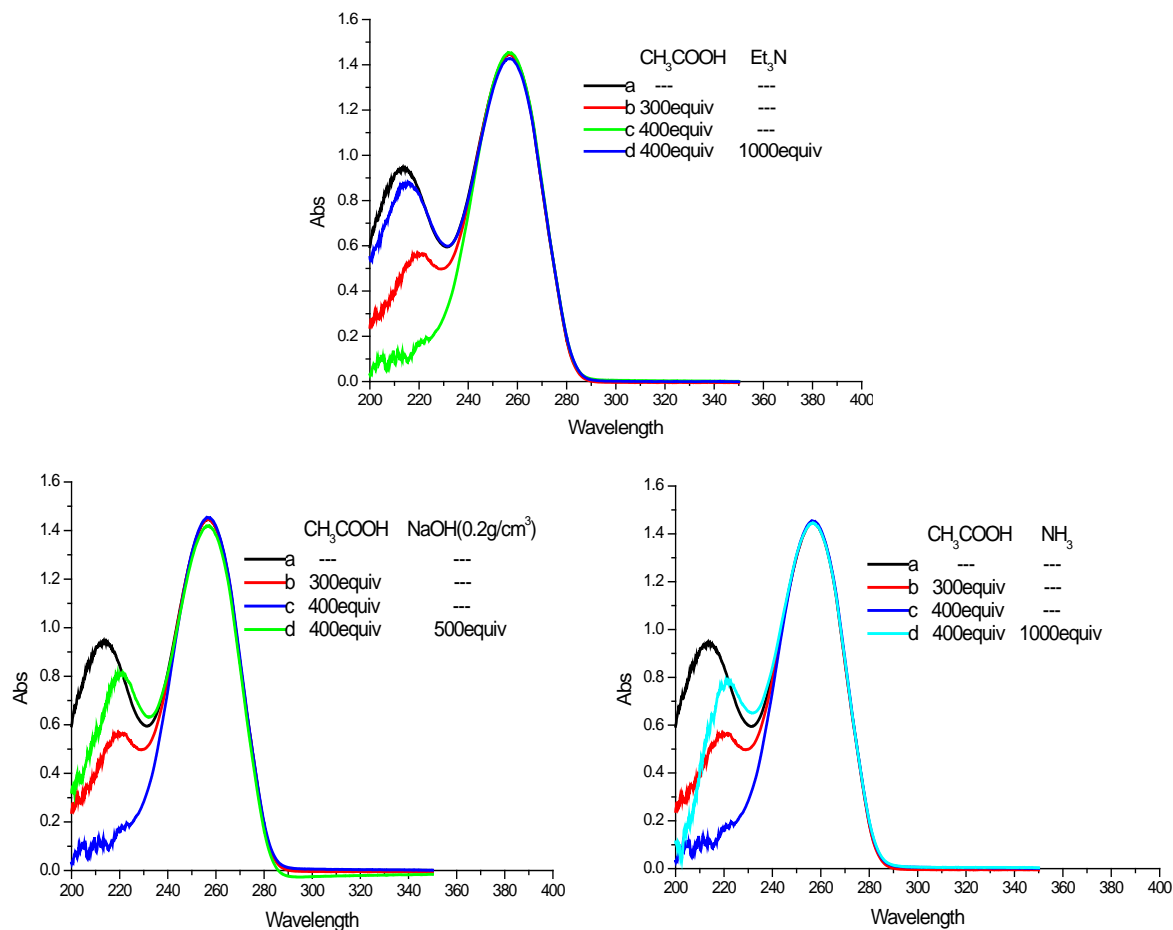 1.6
1.4
1.2
1.0
0.8
0.6
0.4
0.2
0.0
Abs
CH₃COOH Et₃N
a --- ---
b 300equiv ---
c 400equiv ---
d 400equiv 1000equiv
200 220 240 260 280 300 320 340 360 380 400
Wavelength
1.6
1.4
1.2
1.0
0.8
0.6
0.4
0.2
0.0
Abs
CH₃COOH NaOH(0.2g/cm³)
a --- ---
b 300equiv ---
c 400equiv ---
d 400equiv 500equiv
200 220 240 260 280 300 320 340 360 380 400
Wavelength
1.6
1.4
1.2
1.0
0.8
0.6
0.4
0.2
0.0
Abs
CH₃COOH NH₃
a --- ---
b 300equiv ---
c 400equiv ---
d 400equiv 1000equiv
200 220 240 260 280 300 320 340 360 380 400
Wavelength